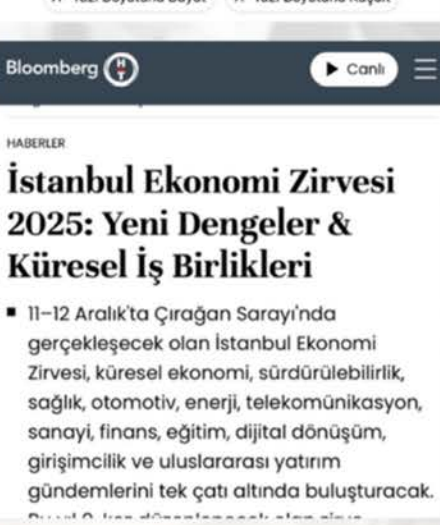 Bloomberg HT
Canlı
HABERLER
İstanbul Ekonomi Zirvesi
2025: Yeni Dengeler &
Küresel İş Birlikleri
▪ 11–12 Aralık'ta Çırağan Sarayı'nda
gerçekleşecek olan İstanbul Ekonomi
Zirvesi, küresel ekonomi, sürdürülebilirlik,
sağlık, otomotiv, enerji, telekomünikasyon,
sanayi, finans, eğitim, dijital dönüşüm,
girişimcilik ve uluslararası yatırım
gündemlerini tek çatı altında buluşturacak.